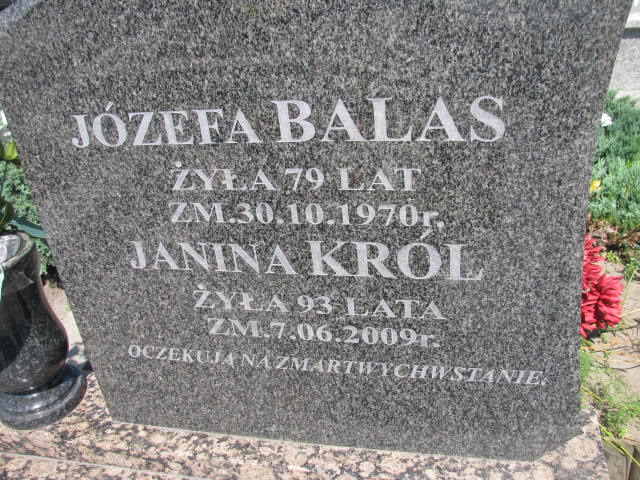 JÓZEFA BALAS
ŻYŁA 79 LAT
ZM.30.10.1970r.
JANINA KRÓL
ŻYŁA 93 LATA
ZM.7.06.2009r.
OCZEKUJĄ NA ZMARTWYCHWSTANIE.